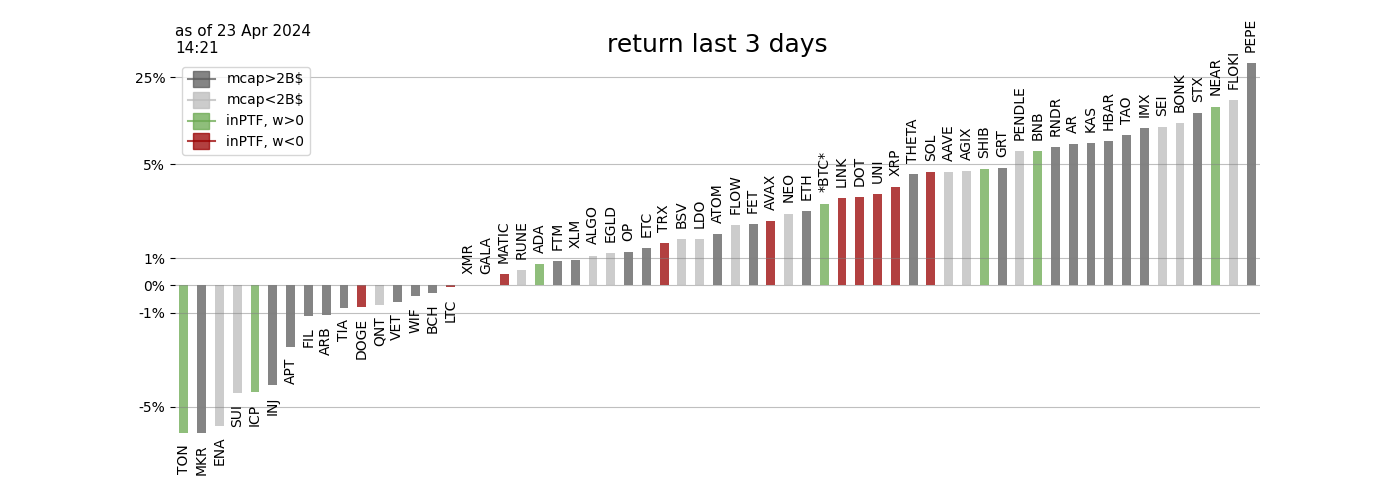 as of 23 Apr 2024
14:21
return last 3 days
mcap>2B$
mcap<2B$
inPTF, w>0
inPTF, w<0
25%
5%
1%
0%
-1%
-5%
TON
MKR
ENA
SUI
ICP
INJ
APT
FIL
ARB
TIA
DOGE
QNT
VET
WIF
BCH
LTC
XMR
GALA
MATIC
RUNE
ADA
FTM
XLM
ALGO
EGLD
OP
ETC
TRX
BSV
LDO
ATOM
FLOW
FET
AVAX
NEO
ETH
*BTC*
LINK
DOT
UNI
XRP
THETA
SOL
AAVE
AGIX
SHIB
GRT
PENDLE
BNB
RNDR
AR
KAS
HBAR
TAO
IMX
SEI
BONK
STX
NEAR
FLOKI
PEPE